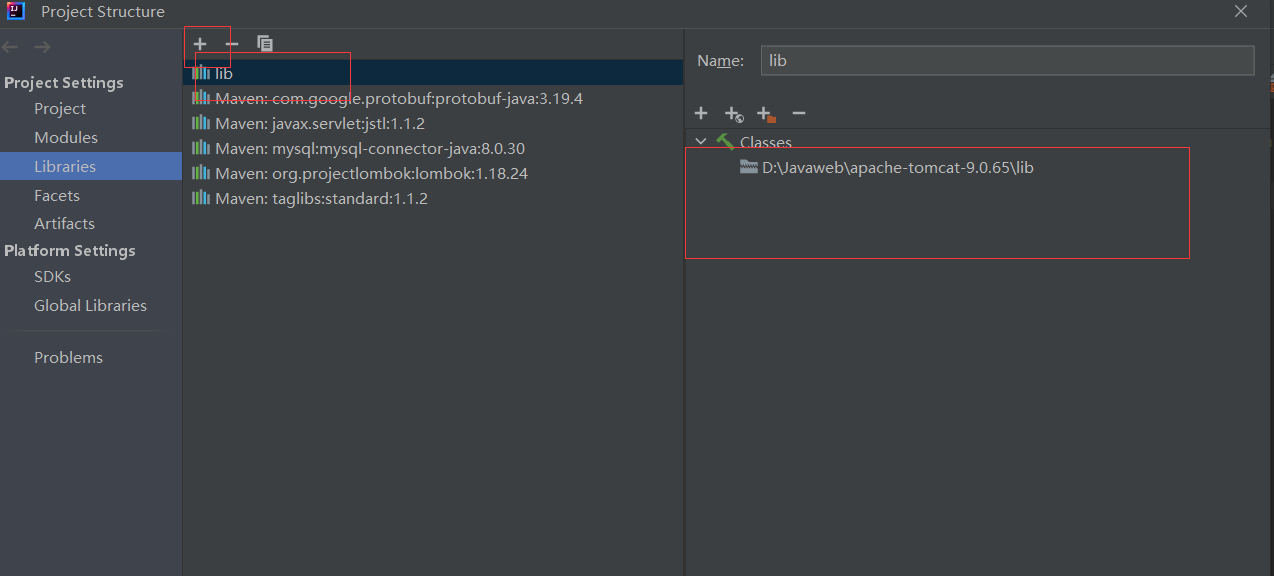 Project Structure
Project Settings
Project
Modules
Libraries
Facets
Artifacts
Platform Settings
SDKs
Global Libraries
Problems
lib
Maven: com.google.protobuf:protobuf-java:3.19.4
Maven: javax.servlet:jstl:1.1.2
Maven: mysql:mysql-connector-java:8.0.30
Maven: org.projectlombok:lombok:1.18.24
Maven: taglibs:standard:1.1.2
Name: lib
Classes
D:\Javaweb\apache-tomcat-9.0.65\lib